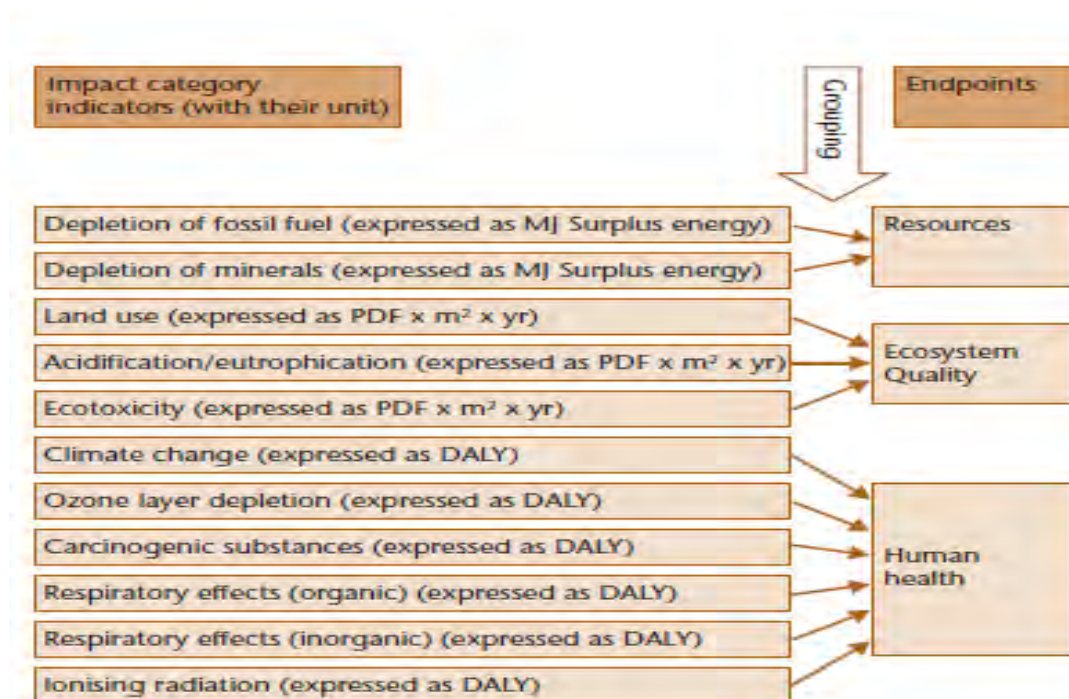 Impact category
indicators (with their unit)
Grouping
Endpoints
Depletion of fossil fuel (expressed as MJ Surplus energy)
Depletion of minerals (expressed as MJ Surplus energy)
Land use (expressed as PDF x m² x yr)
Acidification/eutrophication (expressed as PDF x m² x yr)
Ecotoxicity (expressed as PDF x m² x yr)
Climate change (expressed as DALY)
Ozone layer depletion (expressed as DALY)
Carcinogenic substances (expressed as DALY)
Respiratory effects (organic) (expressed as DALY)
Respiratory effects (inorganic) (expressed as DALY)
Ionising radiation (expressed as DALY)
Resources
Ecosystem
Quality
Human
health